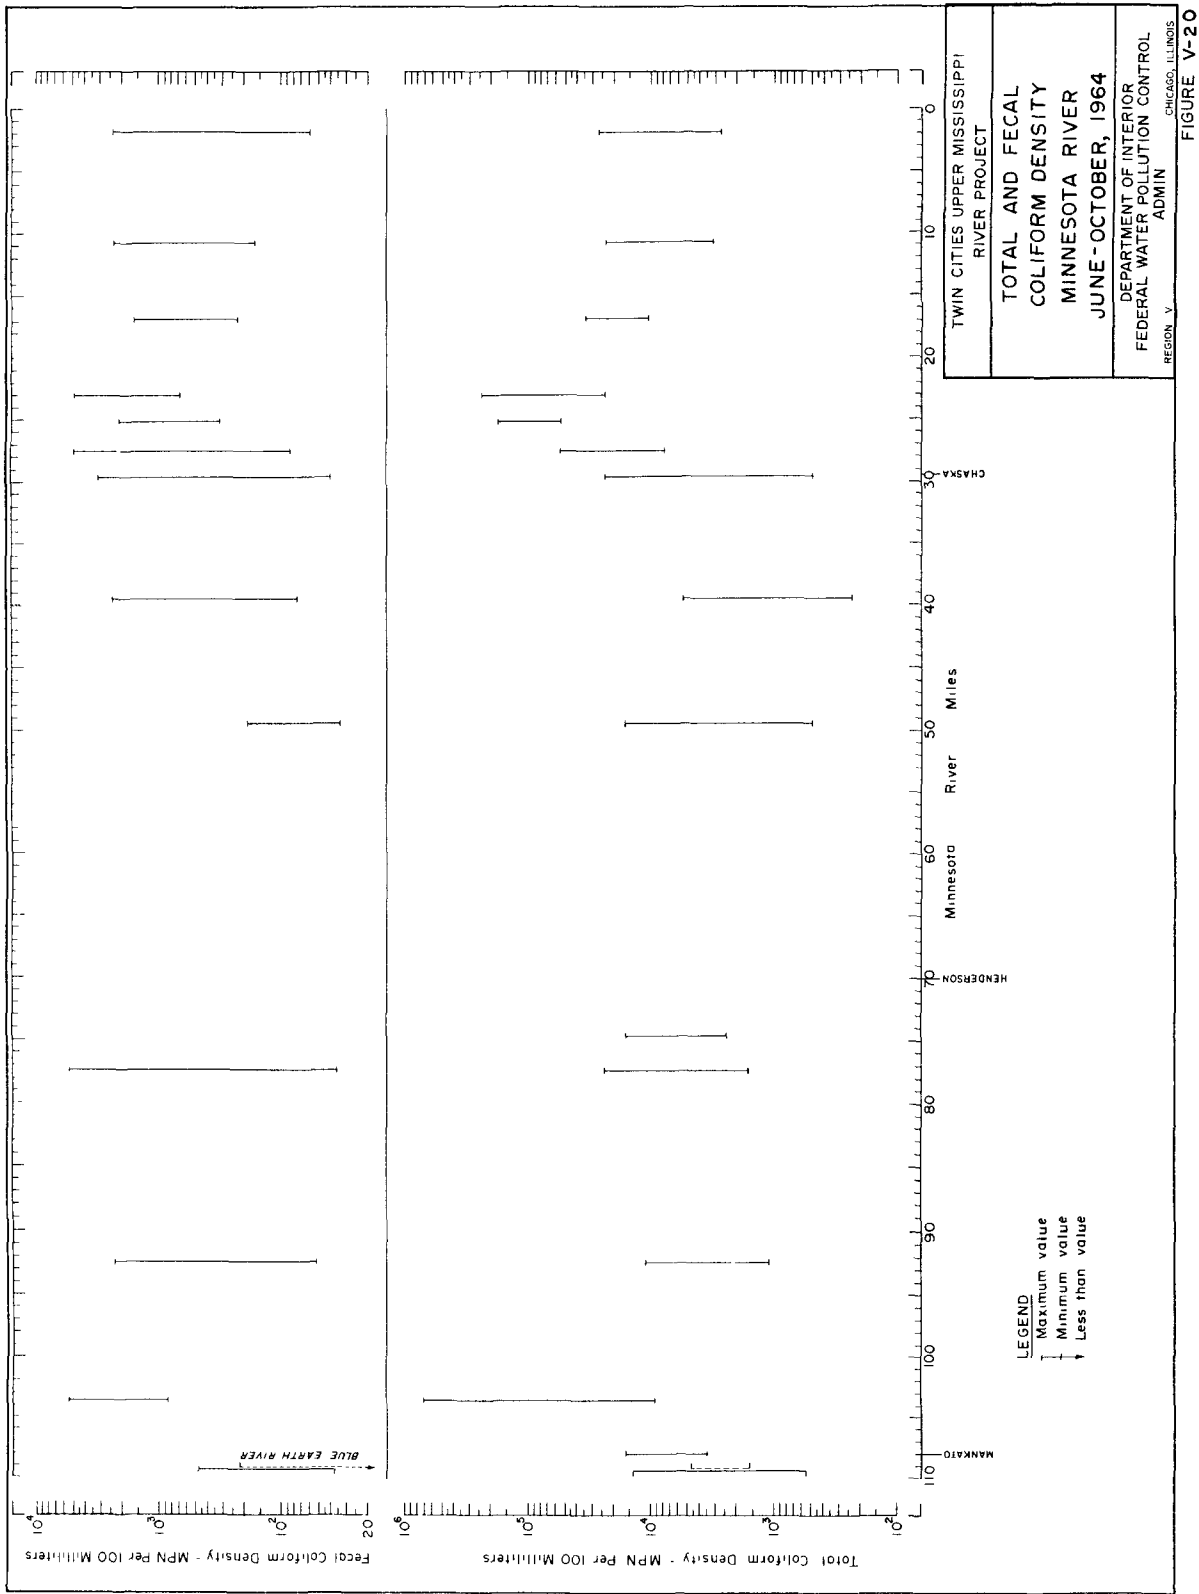 Fecal Coliform Density - MPN Per 100 Milliliters
10⁴
10³
10²
20
BLUE EARTH RIVER
Total Coliform Density - MPN Per 100 Milliliters
10⁶
10⁵
10⁴
10³
10²
110 100 90 80 70 60 50 40 30 20 10 0
MANKATO
HENDERSON
CHASKA
Minnesota River Miles
LEGEND
Maximum value
Minimum value
Less than value
TWIN CITIES UPPER MISSISSIPPI
RIVER PROJECT
TOTAL AND FECAL
COLIFORM DENSITY
MINNESOTA RIVER
JUNE-OCTOBER, 1964
DEPARTMENT OF INTERIOR
FEDERAL WATER POLLUTION CONTROL
ADMIN
REGION V CHICAGO, ILLINOIS
FIGURE V-20